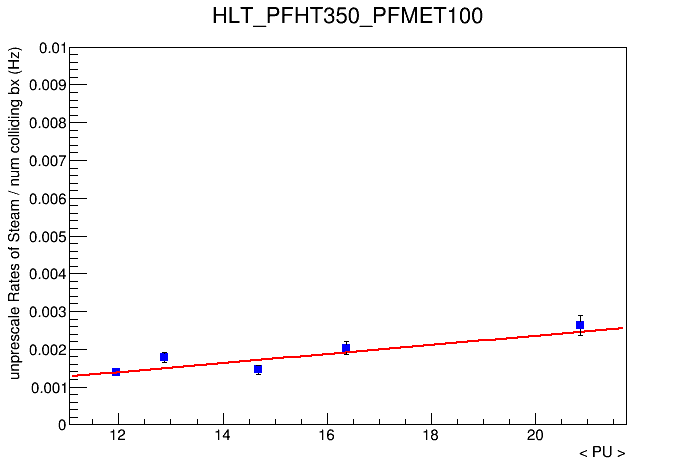 HLT_PFHT350_PFMET100
unprescale Rates of Steam / num colliding bx (Hz)
0.01
0.009
0.008
0.007
0.006
0.005
0.004
0.003
0.002
0.001
0
12 14 16 18 20
< PU >